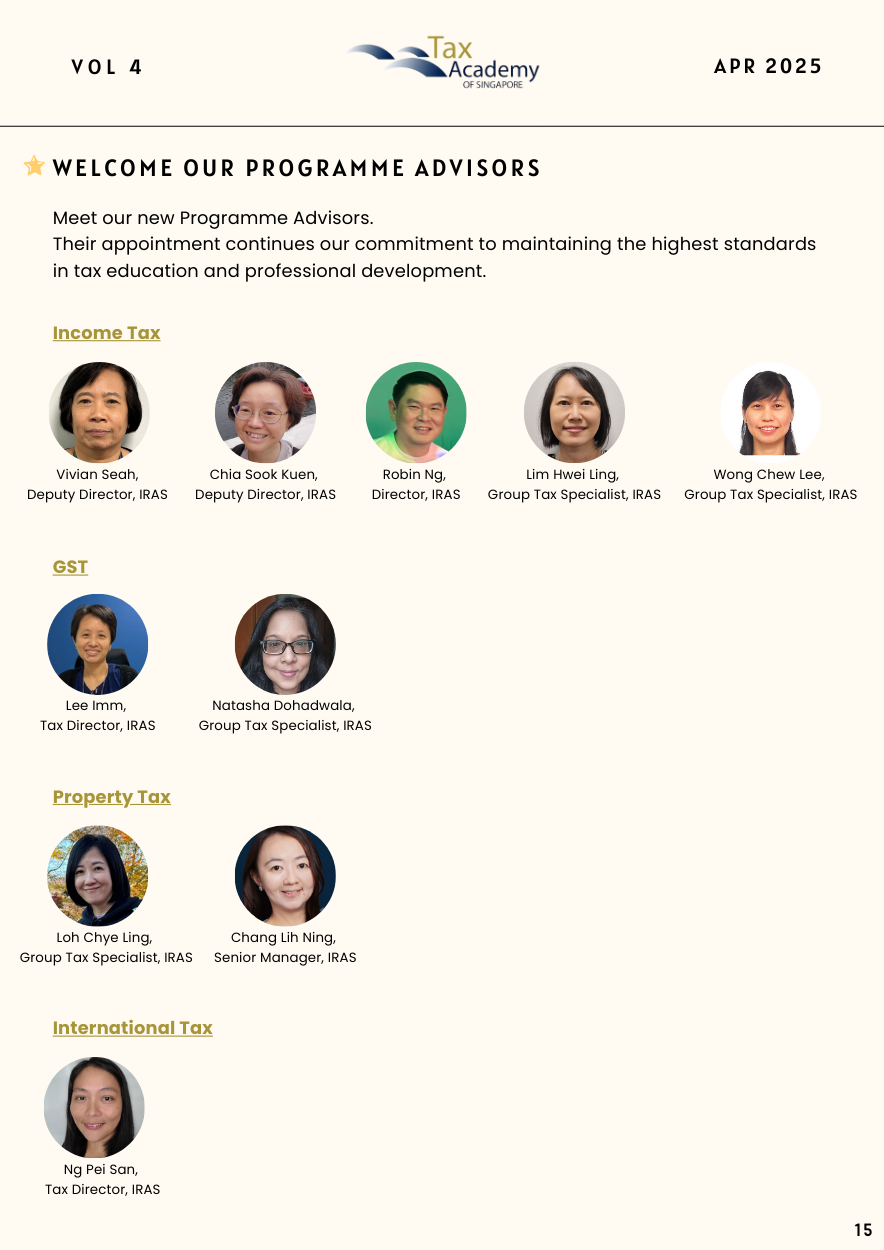 VOL 4
Tax
Academy
OF SINGAPORE
APR 2025
WELCOME OUR PROGRAMME ADVISORS
Meet our new Programme Advisors.
Their appointment continues our commitment to maintaining the highest standards
in tax education and professional development.
Income Tax
Vivian Seah,
Deputy Director, IRAS
Chia Sook Kuen,
Deputy Director, IRAS
Robin Ng,
Director, IRAS
Lim Hwei Ling,
Group Tax Specialist, IRAS
Wong Chew Lee,
Group Tax Specialist, IRAS
GST
Lee Imm,
Tax Director, IRAS
Natasha Dohadwala,
Group Tax Specialist, IRAS
Property Tax
Loh Chye Ling,
Group Tax Specialist, IRAS
Chang Lih Ning,
Senior Manager, IRAS
International Tax
Ng Pei San,
Tax Director, IRAS
15